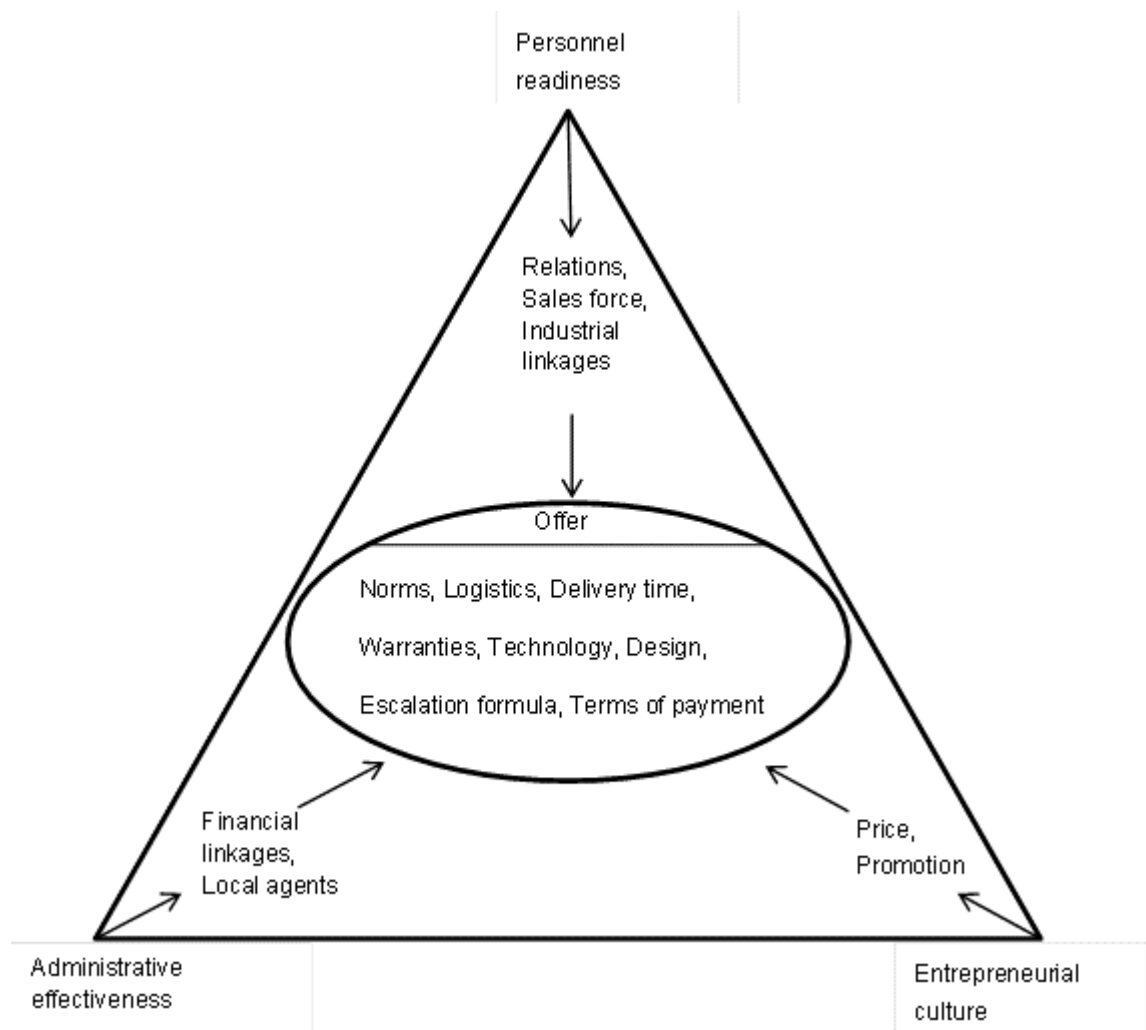 Personnel
readiness
Relations,
Sales force,
Industrial
linkages
Offer
Norms, Logistics, Delivery time,
Warranties, Technology, Design,
Escalation formula, Terms of payment
Financial
linkages,
Local agents
Price,
Promotion
Administrative
effectiveness
Entrepreneurial
culture